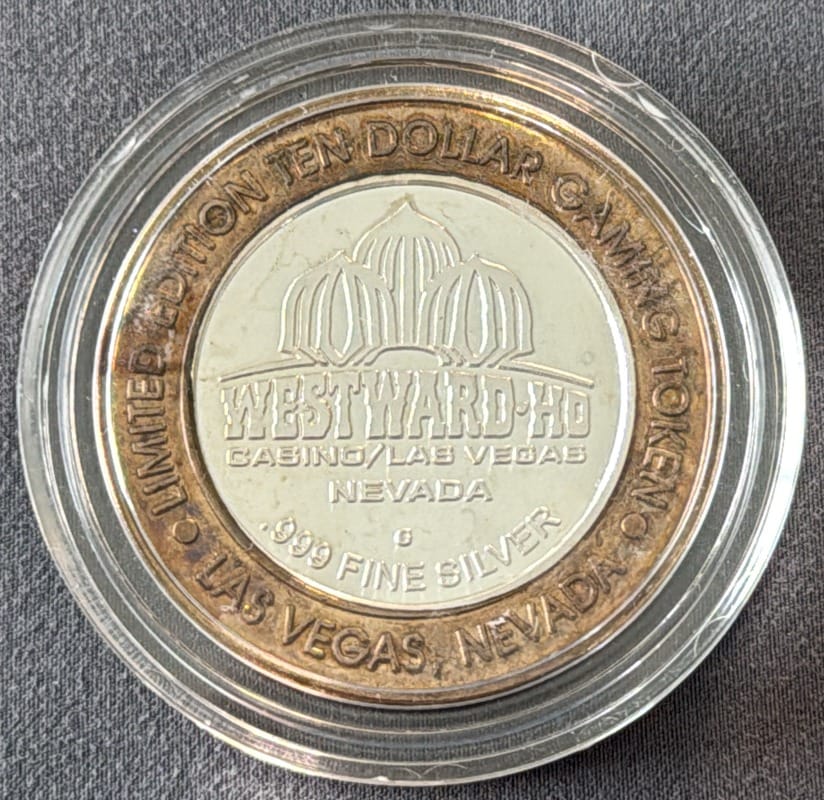 LIMITED EDITION TEN DOLLAR GAMING TOKEN
LAS VEGAS, NEVADA
WESTWARD-HO
CASINO/LAS VEGAS
NEVADA
G
.999 FINE SILVER